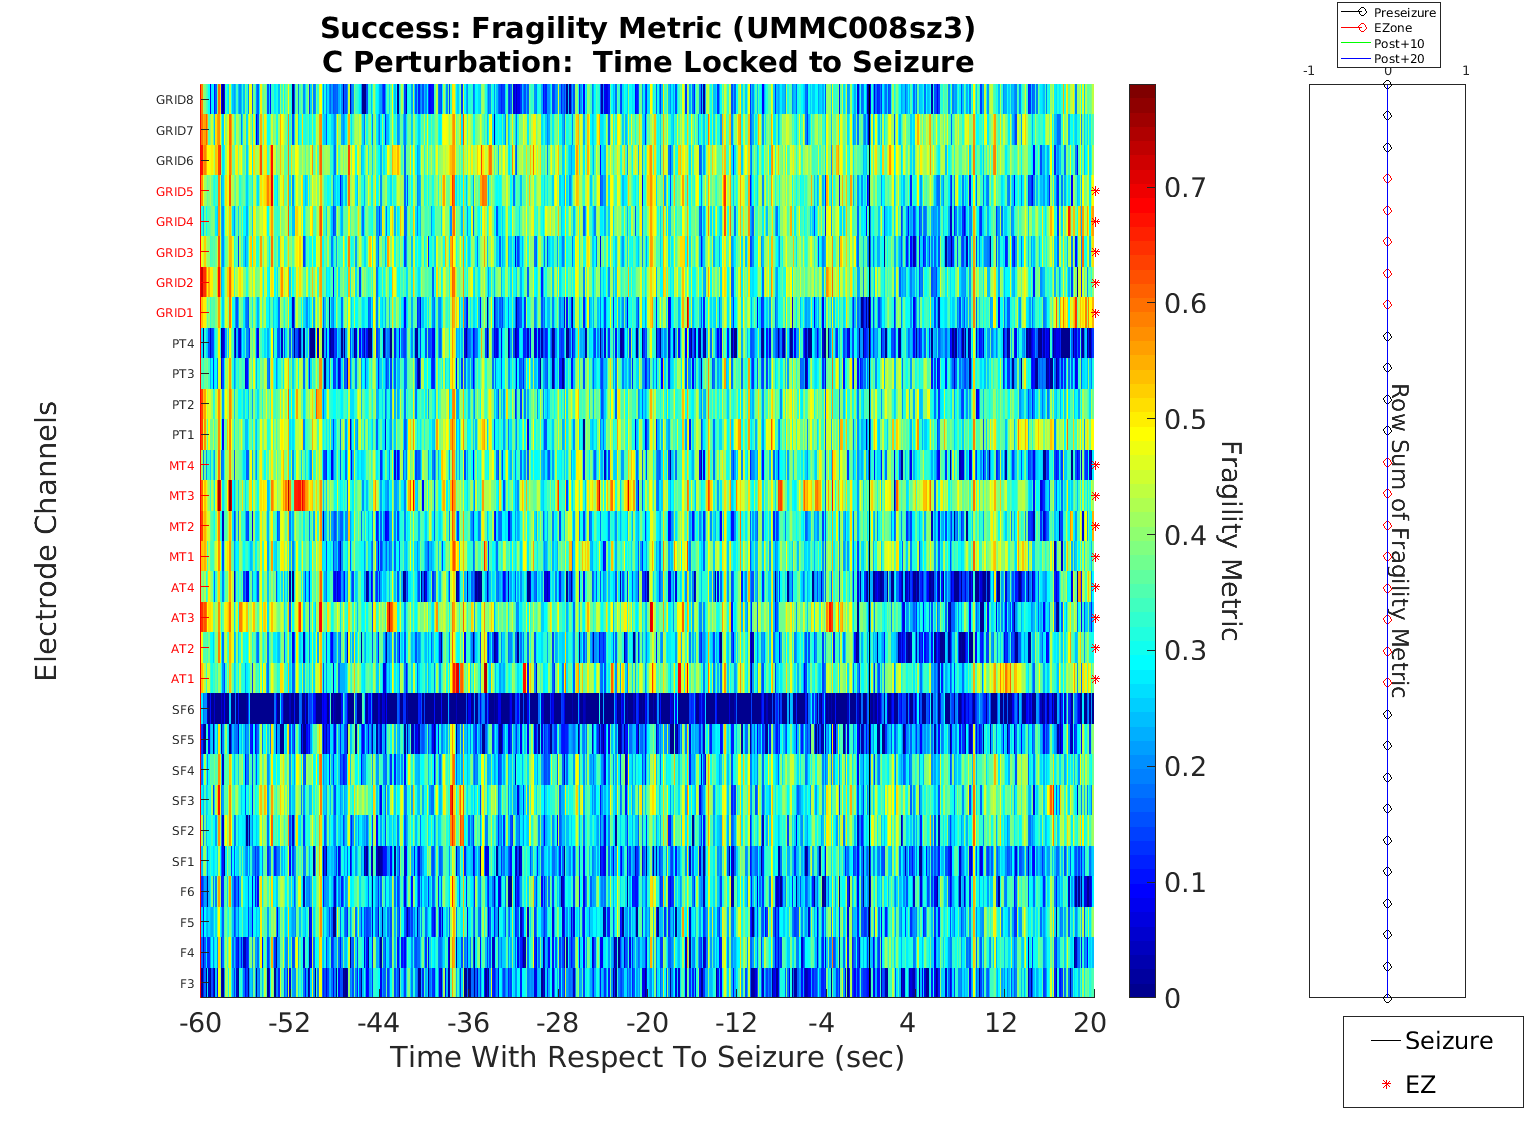 Success: Fragility Metric (UMMC008sz3)
C Perturbation:  Time Locked to Seizure
Electrode Channels
GRID8
GRID7
GRID6
GRID5
GRID4
GRID3
GRID2
GRID1
PT4
PT3
PT2
PT1
MT4
MT3
MT2
MT1
AT4
AT3
AT2
AT1
SF6
SF5
SF4
SF3
SF2
SF1
F6
F5
F4
F3
-60 -52 -44 -36 -28 -20 -12 -4 4 12 20
Time With Respect To Seizure (sec)
0.7
0.6
0.5
0.4
0.3
0.2
0.1
0
Fragility Metric
Preseizure
EZone
Post+10
Post+20
-1 0 1
Row Sum of Fragility Metric
Seizure
EZ